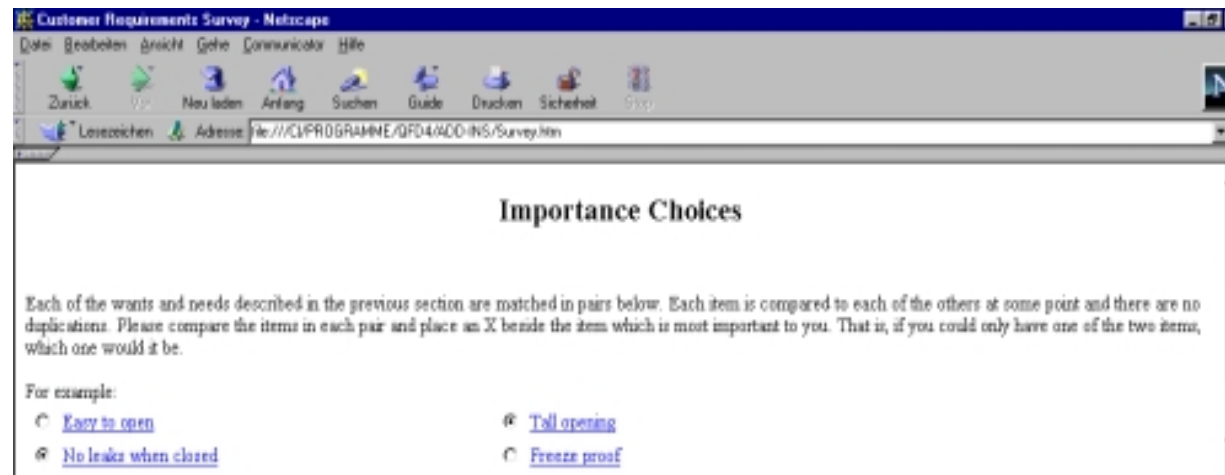 Customer Requirements Survey - Netscape
Datei Bearbeiten Ansicht Gehe Communicator Hilfe
Zurück Vor Neu laden Anfang Suchen Guide Drucken Sicherheit Stop
Lesezeichen Adresse file:///C|/PROGRAMME/QFD4/ADD-INS/Survey.htm
N
Importance Choices
Each of the wants and needs described in the previous section are matched in pairs below. Each item is compared to each of the others at some point and there are no
duplications. Please compare the items in each pair and place an X beside the item which is most important to you. That is, if you could only have one of the two items,
which one would it be.
For example:
Easy to open Tall opening
No leaks when closed Freeze proof